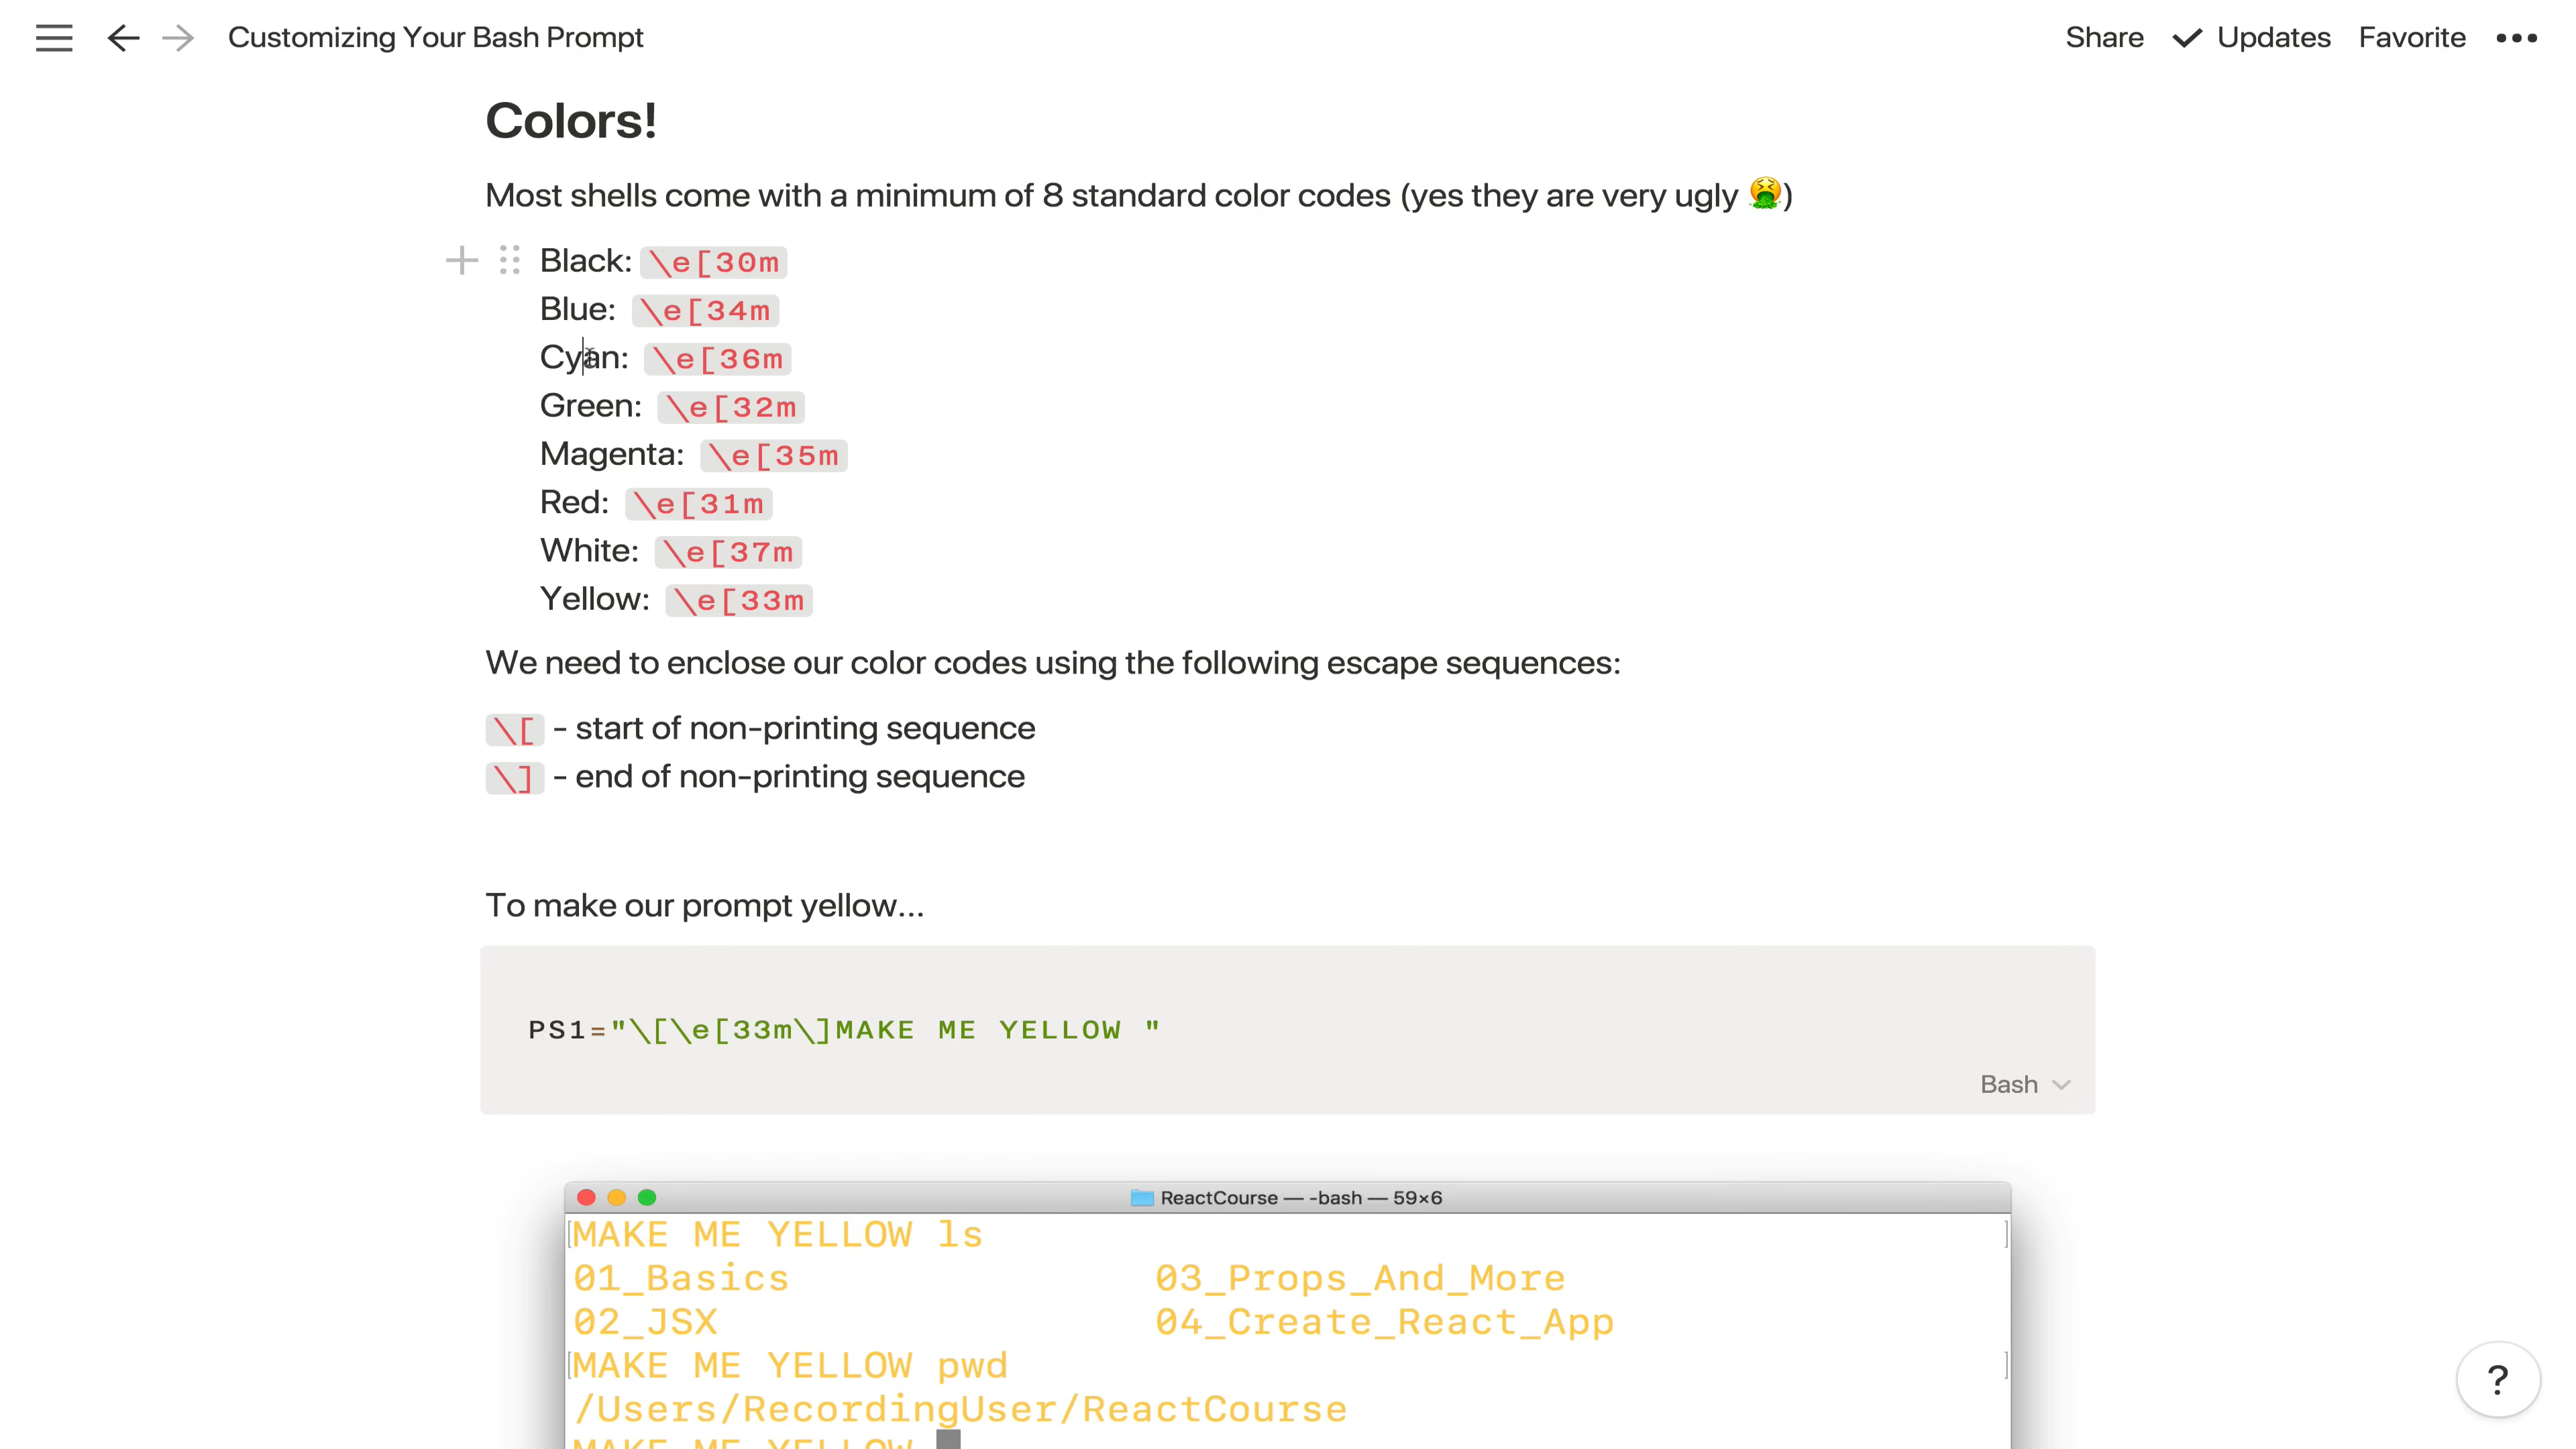 Customizing Your Bash Prompt
Share Updates Favorite
Colors!
Most shells come with a minimum of 8 standard color codes (yes they are very ugly 🤮)
Black: \e[30m
Blue: \e[34m
Cyan: \e[36m
Green: \e[32m
Magenta: \e[35m
Red: \e[31m
White: \e[37m
Yellow: \e[33m
We need to enclose our color codes using the following escape sequences:
\[ - start of non-printing sequence
\] - end of non-printing sequence
To make our prompt yellow...
PS1="\[\e[33m\]MAKE ME YELLOW "
Bash
ReactCourse — -bash — 59×6
[MAKE ME YELLOW ls ]
01_Basics 03_Props_And_More
02_JSX 04_Create_React_App
[MAKE ME YELLOW pwd ]
/Users/RecordingUser/ReactCourse
MAKE ME YELLOW
?